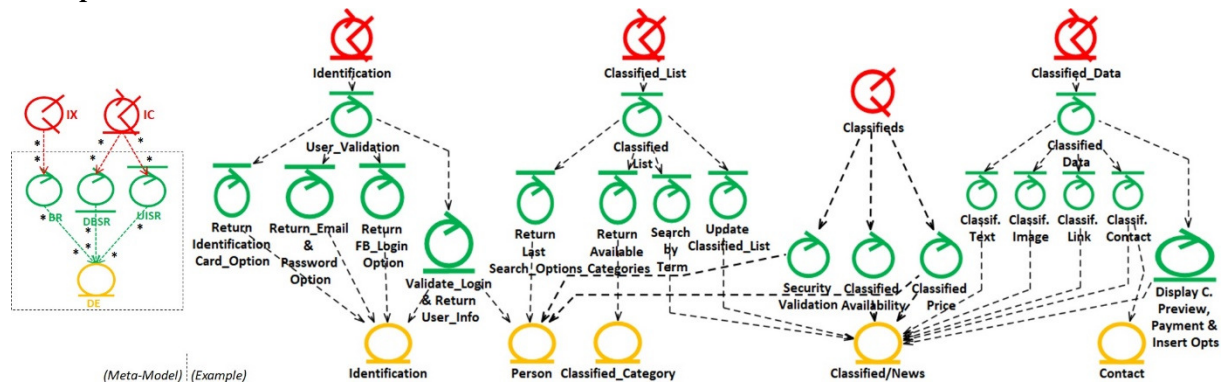 IX
IC
*
*
*
*
*
*
*
BR
DBSR
UISR
*
*
*
*
*
*
DE
(Meta-Model)
(Example)
Identification
User_Validation
Return
Identification
Card_Option
Return_Email
&
Password
Option
Return
FB_Login
Option
Validate_Login
& Return
User_Info
Identification
Classified_List
Classified
List
Return
Last
Search_Options
Return
Available
Categories
Search
by
Term
Update
Classified_List
Person
Classified_Category
Classifieds
Security
Validation
Classified
Availability
Classified
Price
Classified/News
Classified_Data
Classified
Data
Classif.
Text
Classif.
Image
Classif.
Link
Classif.
Contact
Display C.
Preview,
Payment &
Insert Opts
Contact